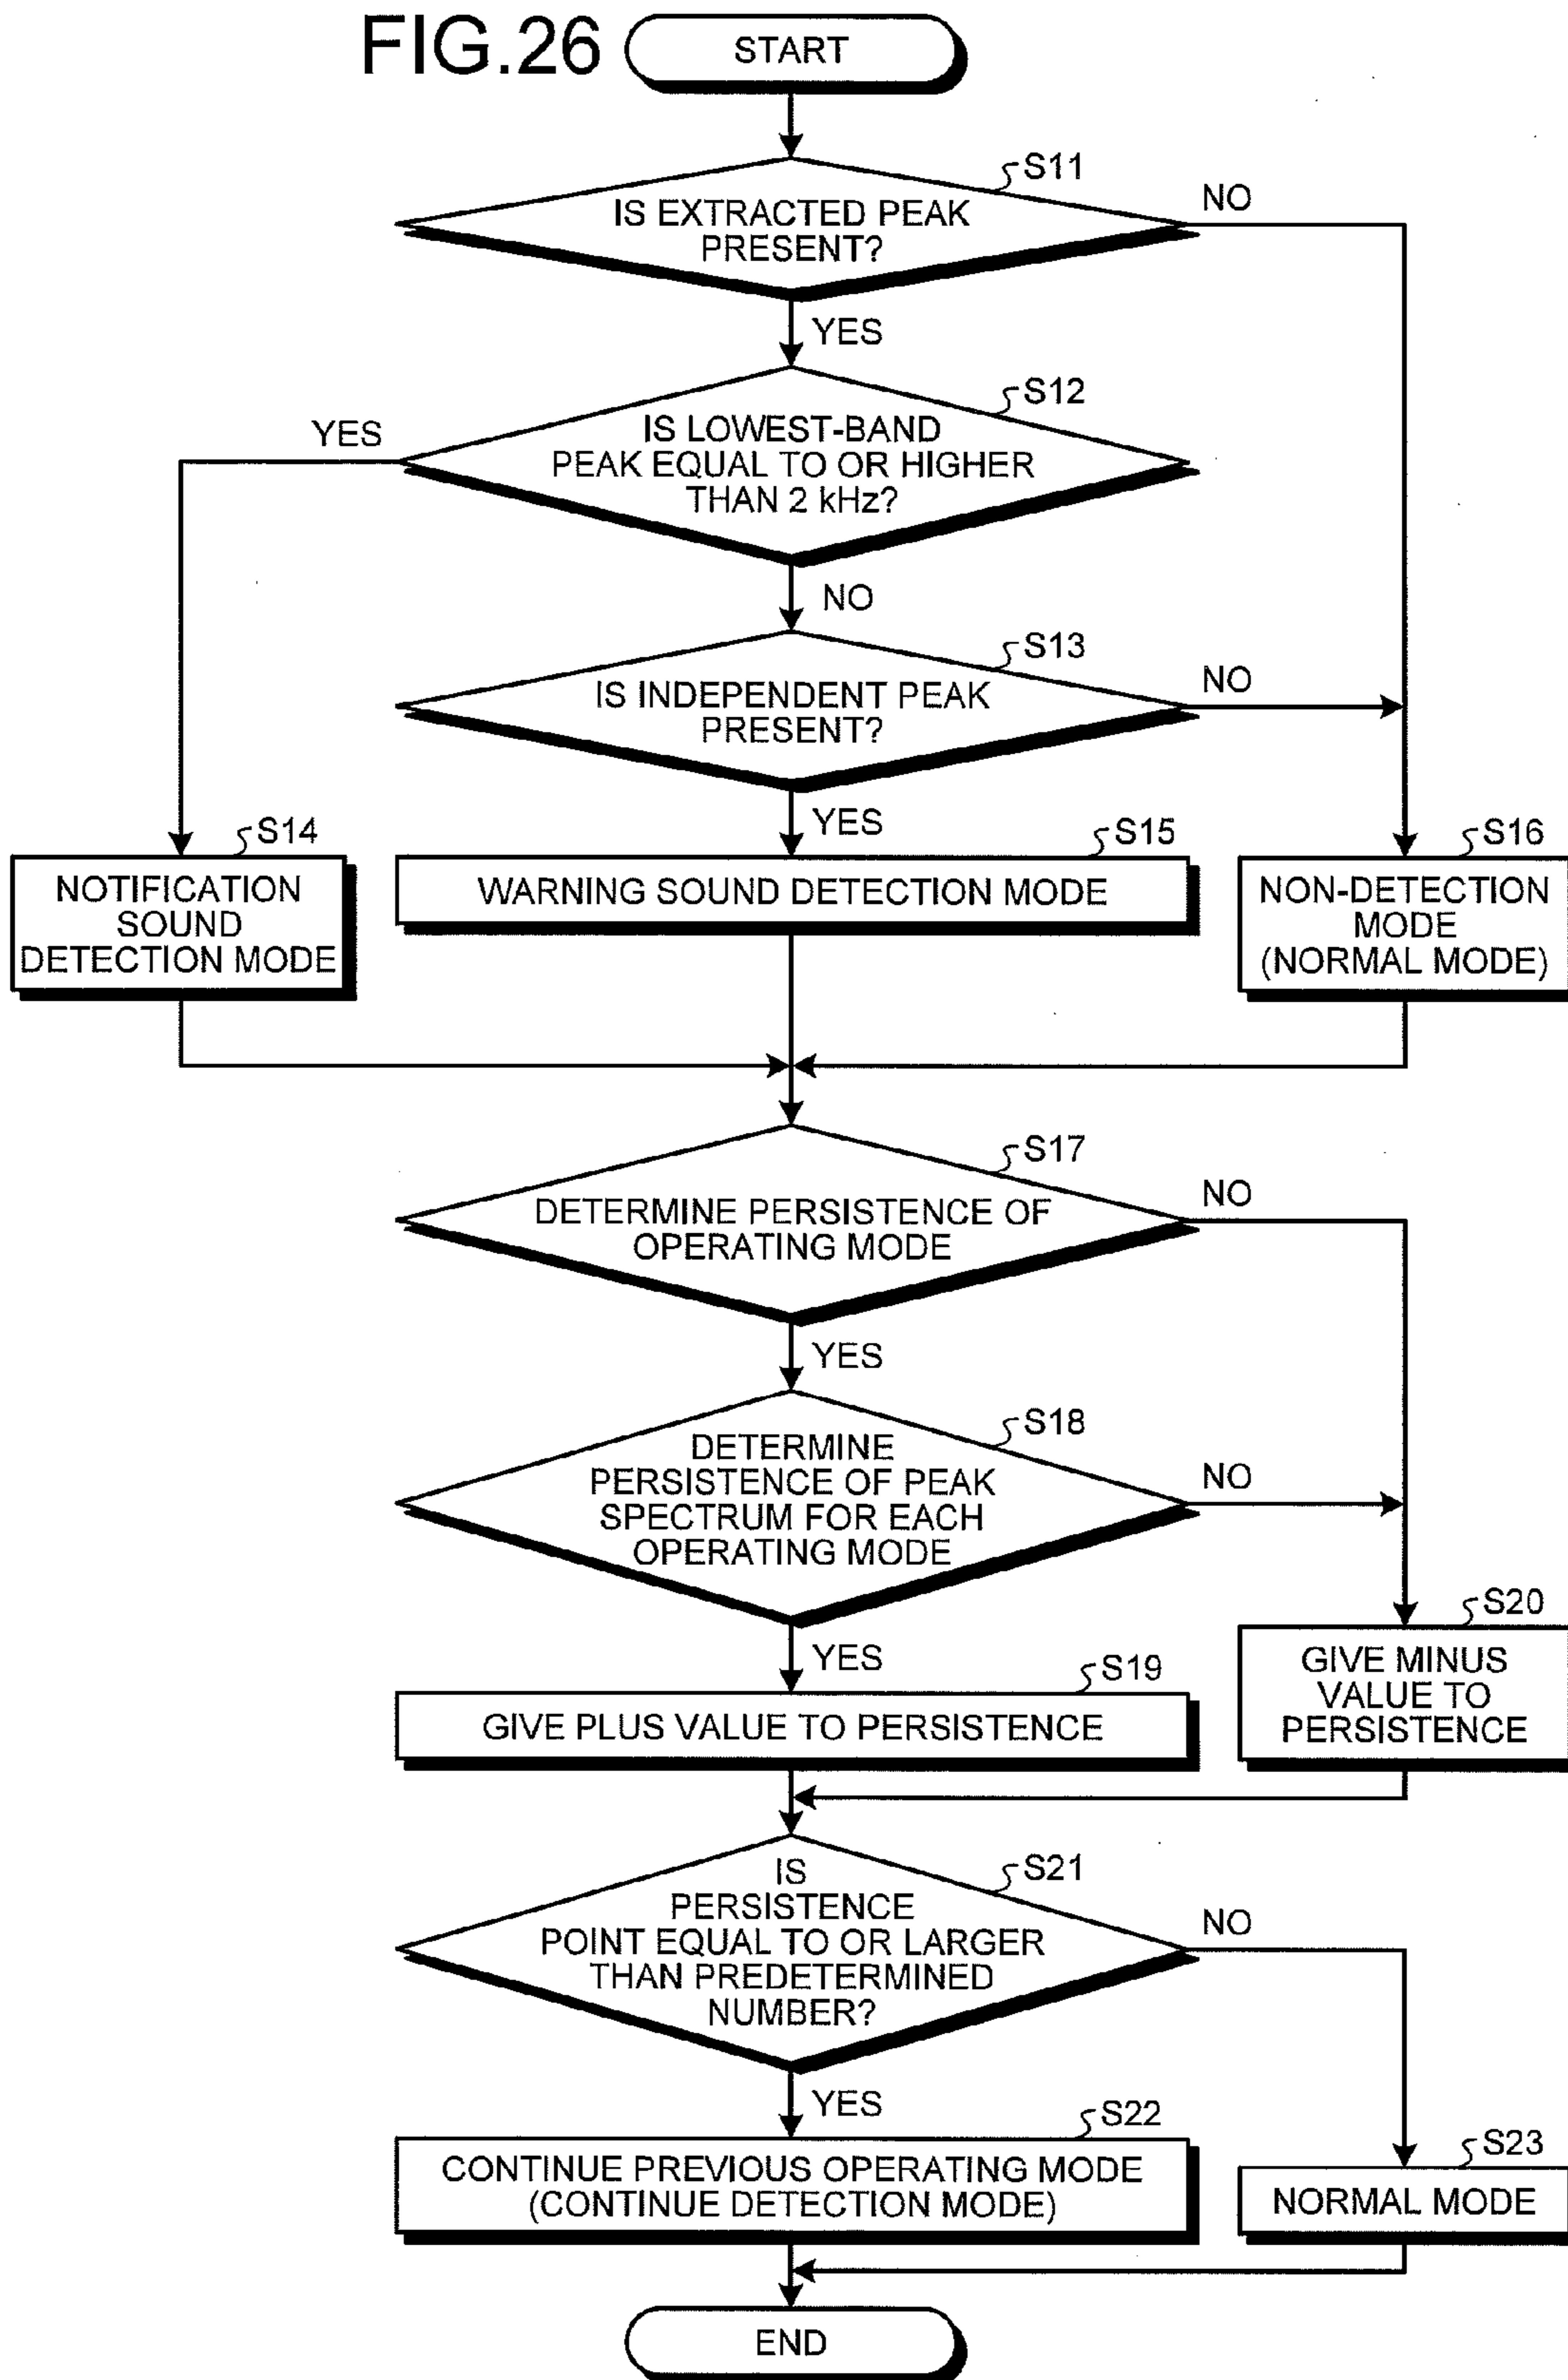 FIG.26
START
S11
IS EXTRACTED PEAK
PRESENT?
NO
YES
S12
IS LOWEST-BAND
PEAK EQUAL TO OR HIGHER
THAN 2 kHz?
YES
NO
S13
IS INDEPENDENT PEAK
PRESENT?
NO
YES
S14
NOTIFICATION
SOUND
DETECTION MODE
S15
WARNING SOUND DETECTION MODE
S16
NON-DETECTION
MODE
(NORMAL MODE)
S17
DETERMINE PERSISTENCE OF
OPERATING MODE
NO
YES
S18
DETERMINE
PERSISTENCE OF PEAK
SPECTRUM FOR EACH
OPERATING MODE
NO
YES
S19
GIVE PLUS VALUE TO PERSISTENCE
S20
GIVE MINUS
VALUE TO
PERSISTENCE
S21
IS
PERSISTENCE
POINT EQUAL TO OR LARGER
THAN PREDETERMINED
NUMBER?
NO
YES
S22
CONTINUE PREVIOUS OPERATING MODE
(CONTINUE DETECTION MODE)
S23
NORMAL MODE
END